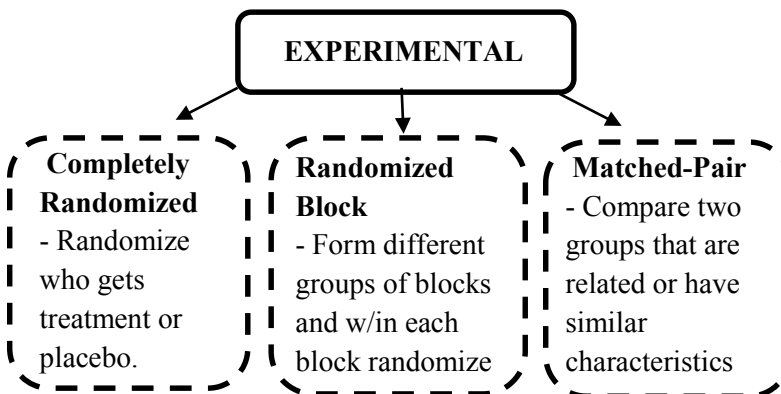 EXPERIMENTAL
Completely
Randomized
- Randomize
who gets
treatment or
placebo.
Randomized
Block
- Form different
groups of blocks
and w/in each
block randomize
Matched-Pair
- Compare two
groups that are
related or have
similar
characteristics